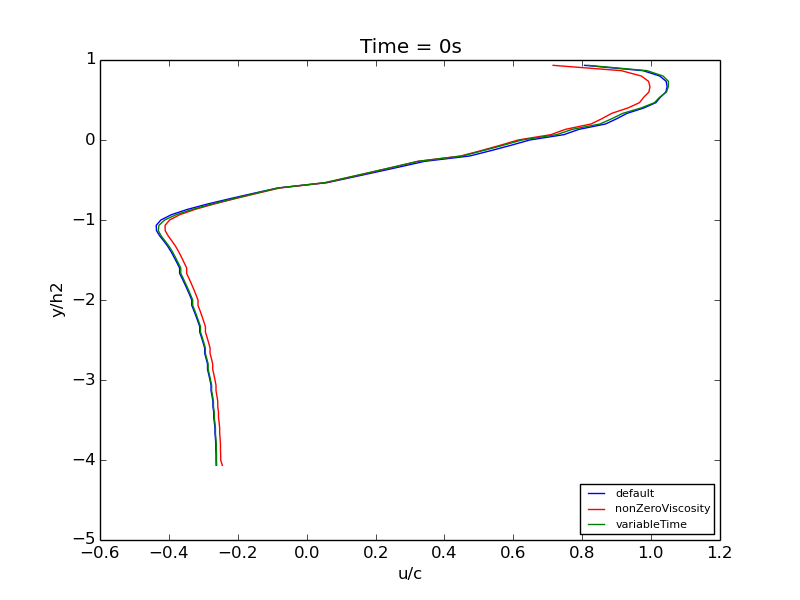 Time = 0s
1
0
−1
−2
−3
−4
−5
y/h2
−0.6 −0.4 −0.2 0.0 0.2 0.4 0.6 0.8 1.0 1.2
u/c
default
nonZeroViscosity
variableTime